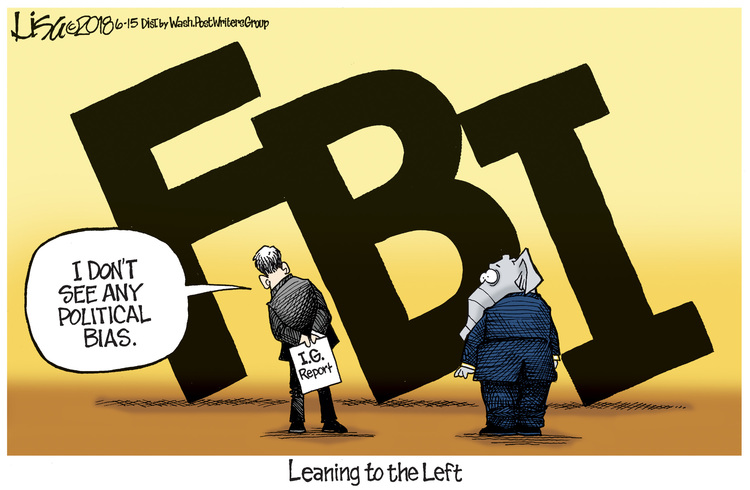 Lisa ©2018 6-15 Dist by Wash.Post Writers Group
FBI
I DON'T
SEE ANY
POLITICAL
BIAS.
I.G.
Report
Leaning to the Left